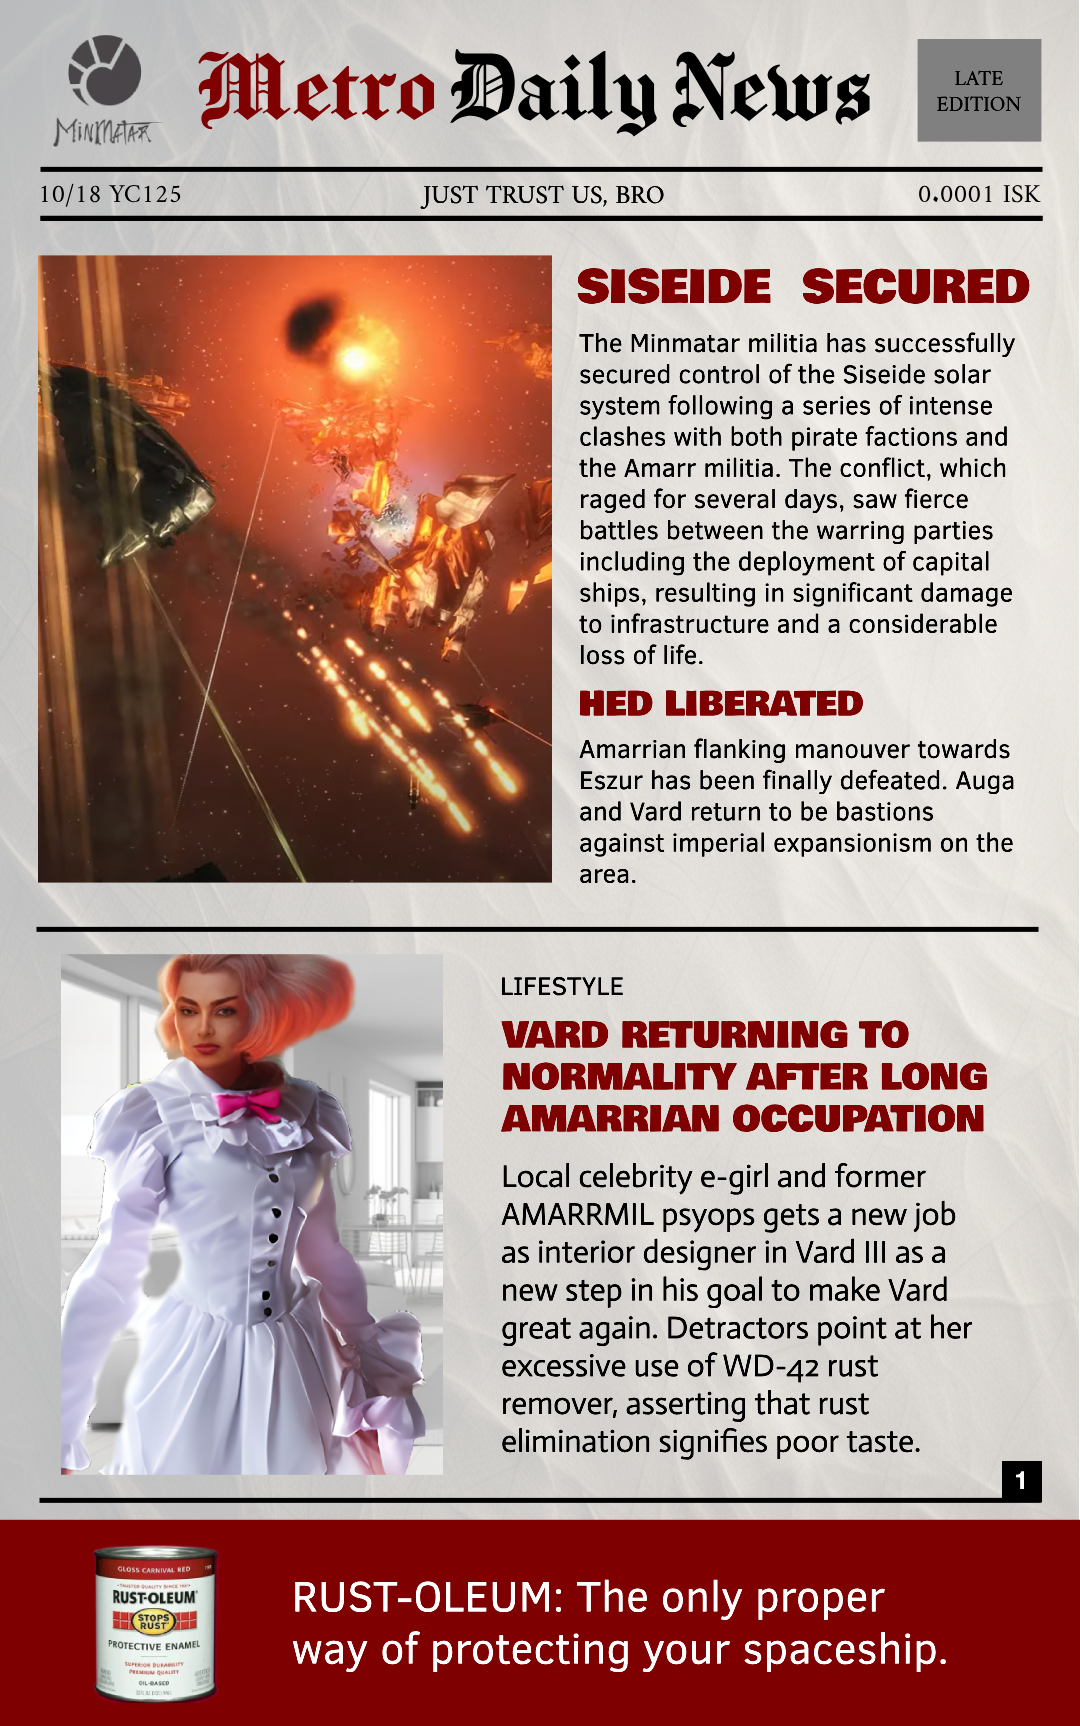 MINMATAR
Metro Daily News
LATE
EDITION
10/18 YC125
JUST TRUST US, BRO
0.0001 ISK
SISEIDE SECURED
The Minmatar militia has successfully
secured control of the Siseide solar
system following a series of intense
clashes with both pirate factions and
the Amarr militia. The conflict, which
raged for several days, saw fierce
battles between the warring parties
including the deployment of capital
ships, resulting in significant damage
to infrastructure and a considerable
loss of life.
HED LIBERATED
Amarrian flanking manouver towards
Eszur has been finally defeated. Auga
and Vard return to be bastions
against imperial expansionism on the
area.
LIFESTYLE
VARD RETURNING TO
NORMALITY AFTER LONG
AMARRIAN OCCUPATION
Local celebrity e-girl and former
AMARRMIL psyops gets a new job
as interior designer in Vard III as a
new step in his goal to make Vard
great again. Detractors point at her
excessive use of WD-42 rust
remover, asserting that rust
elimination signifies poor taste.
1
GLOSS CARNIVAL RED
RUST-OLEUM
STOPS
RUST
PROTECTIVE ENAMEL
SUPERIOR DURABILITY
PREMIUM QUALITY
OIL-BASED
RUST-OLEUM: The only proper
way of protecting your spaceship.